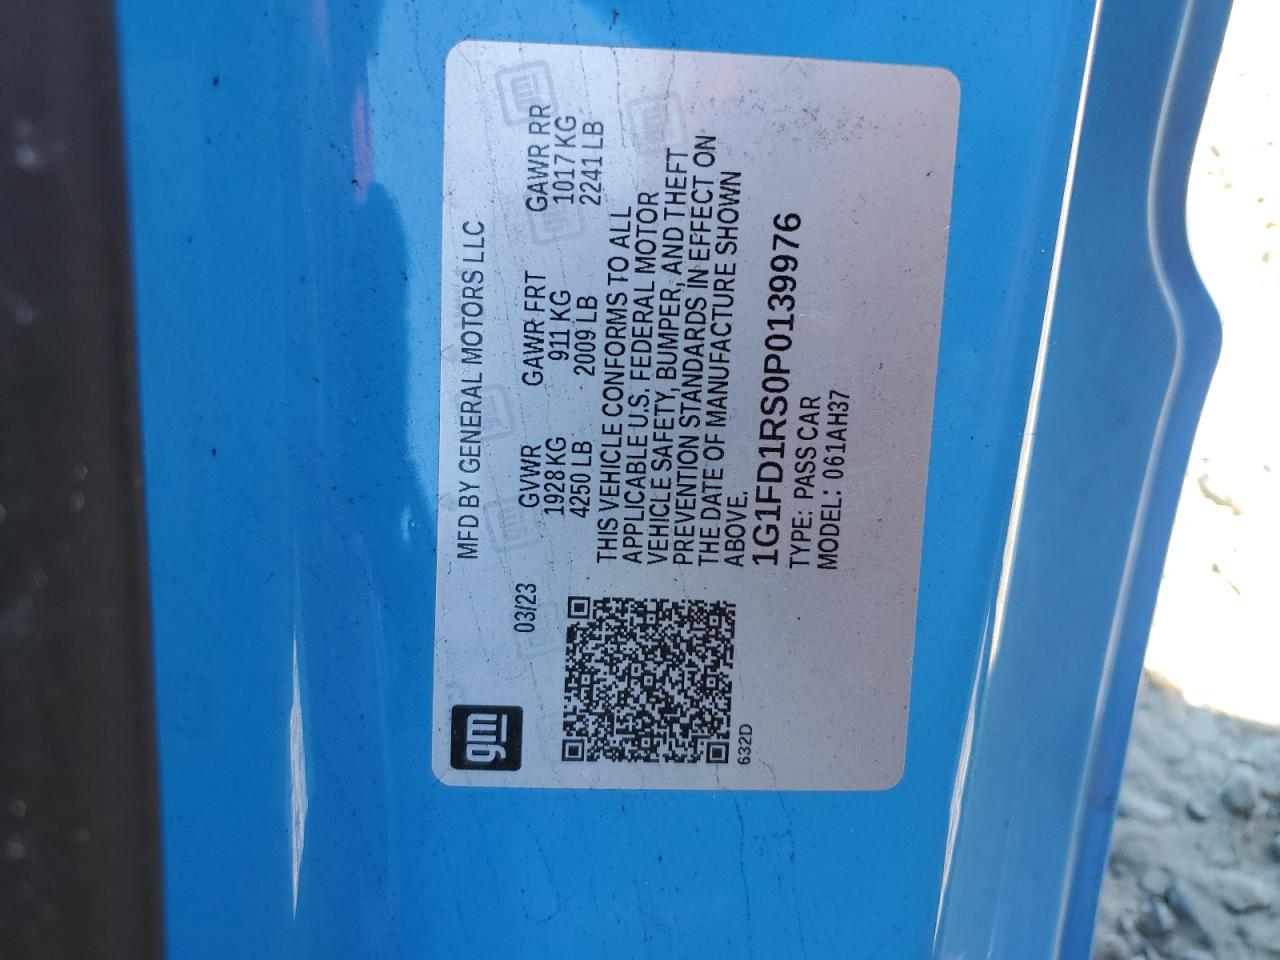 gm
MFD BY GENERAL MOTORS LLC
03/23
GVWR GAWR FRT GAWR RR
1928 KG 911 KG 1017 KG
4250 LB 2009 LB 2241 LB
THIS VEHICLE CONFORMS TO ALL
APPLICABLE U.S. FEDERAL MOTOR
VEHICLE SAFETY, BUMPER, AND THEFT
PREVENTION STANDARDS IN EFFECT ON
THE DATE OF MANUFACTURE SHOWN
ABOVE.
1G1FD1RS0P0139976
TYPE: PASS CAR
MODEL: 061AH37
632D